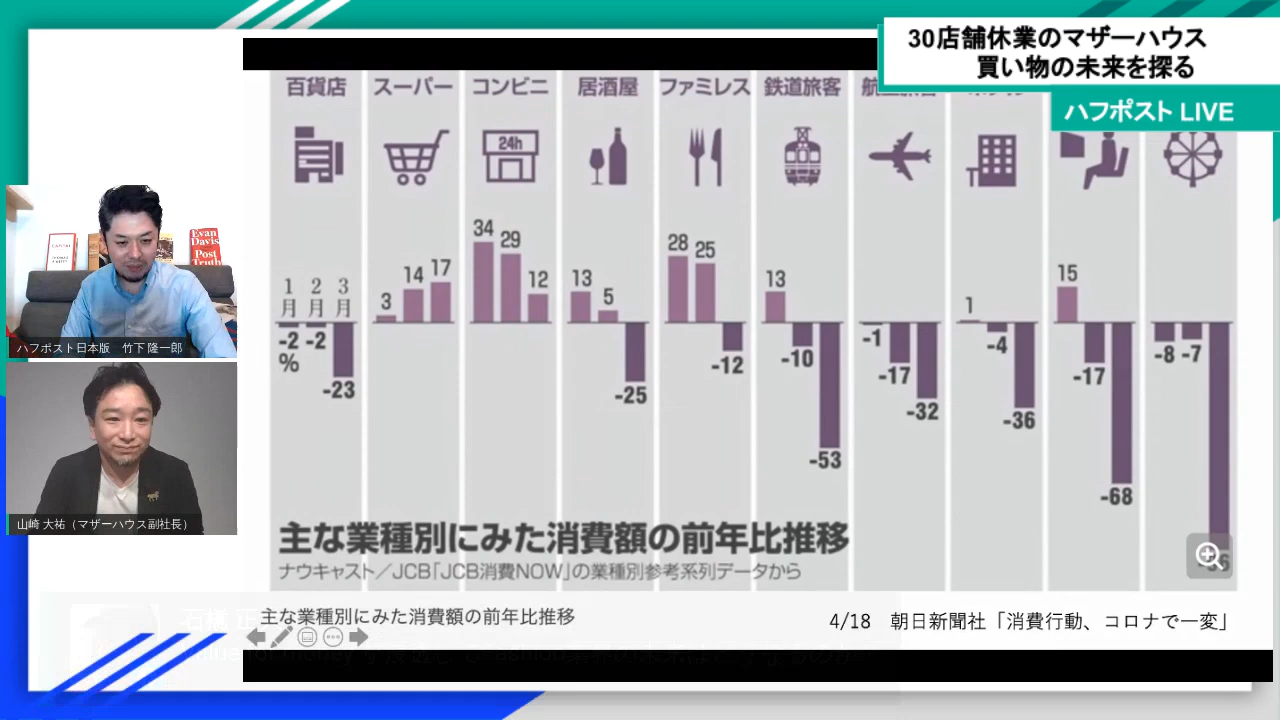 30店舗休業のマザーハウス
買い物の未来を探る
ハフポスト LIVE
百貨店 スーパー コンビニ 居酒屋 ファミレス 鉄道旅客
24h
1月 2月 3月
-2% -2 -23
3 14 17
34 29 12
13 5 -25
28 25 -12
13 -10 -53
-1 -17 -32
1 -4 -36
15 -17 -68
-8 -7
主な業種別にみた消費額の前年比推移
ナウキャスト／JCB「JCB消費NOW」の業種別参考系列データから
主な業種別にみた消費額の前年比推移
4/18 朝日新聞社「消費行動、コロナで一変」
Evan
Davis
Post
Truth
ハフポスト日本版 竹下 隆一郎
山崎 大祐（マザーハウス副社長）